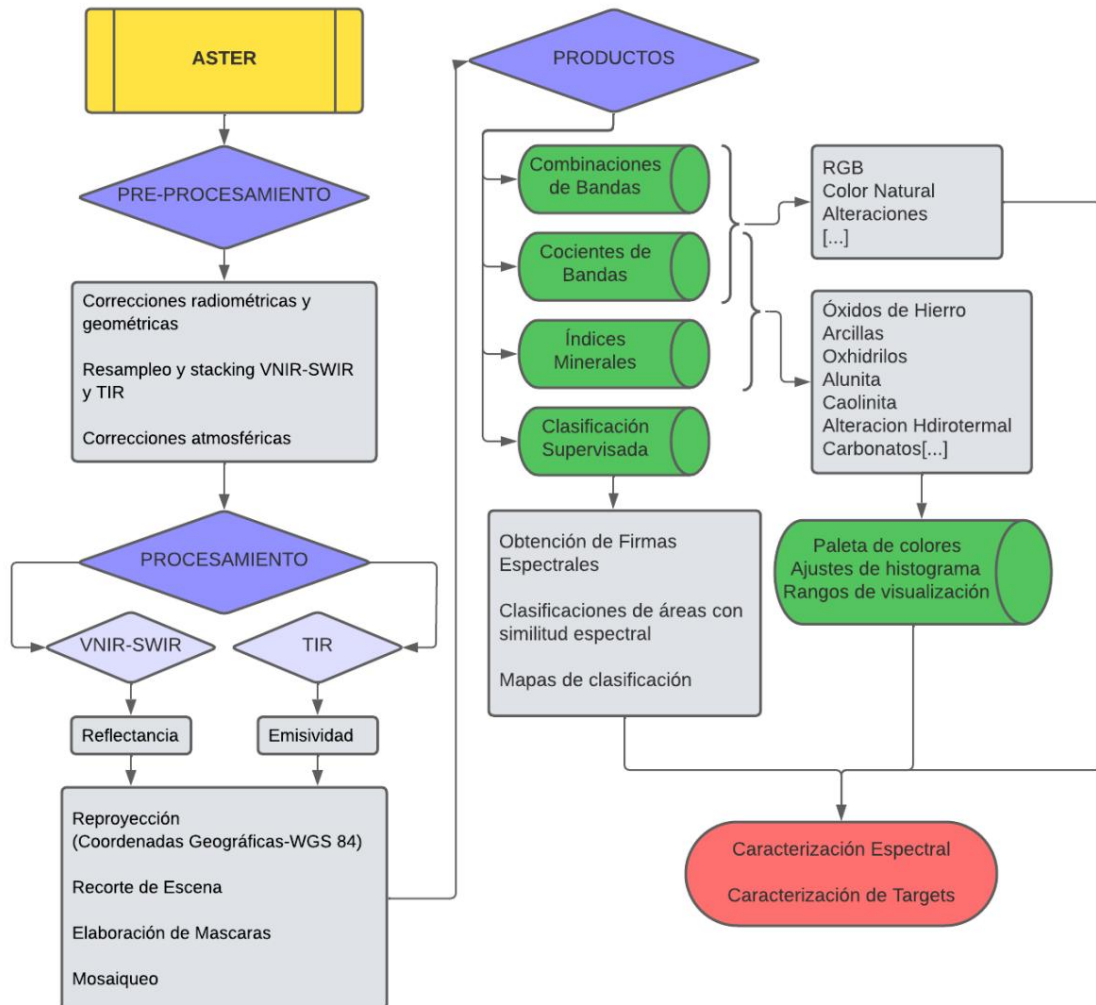 ASTER
PRE-PROCESAMIENTO
Correcciones radiométricas y
geométricas
Resampleo y stacking VNIR-SWIR
y TIR
Correcciones atmosféricas
PROCESAMIENTO
VNIR-SWIR
TIR
Reflectancia
Emisividad
Reproyección
(Coordenadas Geográficas-WGS 84)
Recorte de Escena
Elaboración de Mascaras
Mosaiqueo
PRODUCTOS
Combinaciones
de Bandas
Cocientes de
Bandas
Índices
Minerales
Clasificación
Supervisada
RGB
Color Natural
Alteraciones
[...]
Óxidos de Hierro
Arcillas
Oxhidrilos
Alunita
Caolinita
Alteracion Hdirotermal
Carbonatos[...]
Obtención de Firmas
Espectrales
Clasificaciones de áreas con
similitud espectral
Mapas de clasificación
Paleta de colores
Ajustes de histograma
Rangos de visualización
Caracterización Espectral
Caracterización de Targets